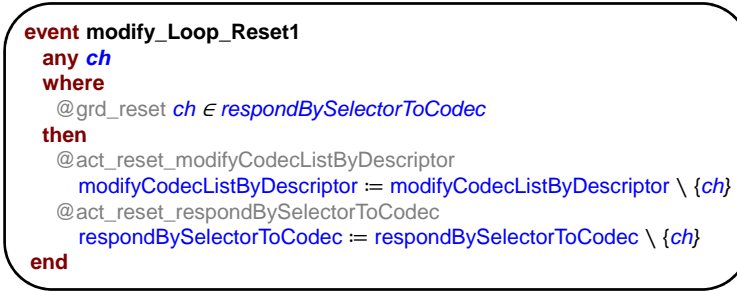 event modify_Loop_Reset1
any ch
where
@grd_reset ch ∈ respondBySelectorToCodec
then
@act_reset_modifyCodecListByDescriptor
modifyCodecListByDescriptor ≔ modifyCodecListByDescriptor \ {ch}
@act_reset_respondBySelectorToCodec
respondBySelectorToCodec ≔ respondBySelectorToCodec \ {ch}
end